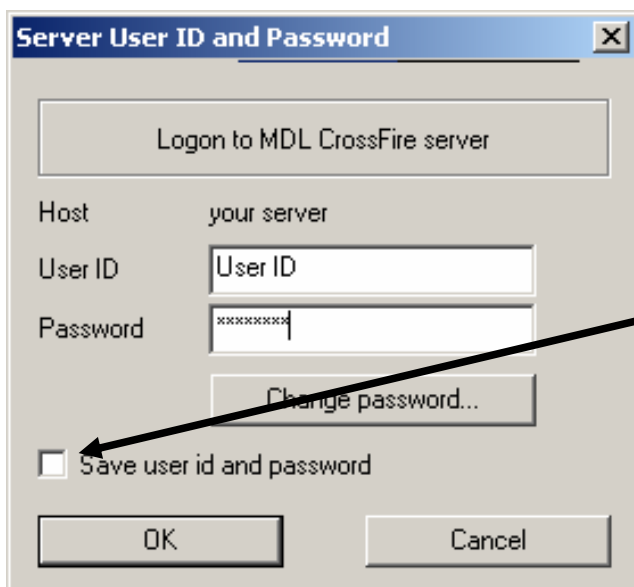 Server User ID and Password
Logon to MDL CrossFire server
Host your server
User ID User ID
Password xxxxxxxx
Change password...
Save user id and password
OK Cancel